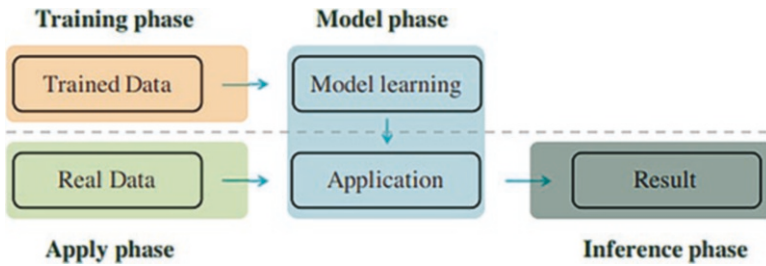 Training phase
Model phase
Trained Data
Model learning
Real Data
Application
Result
Apply phase
Inference phase